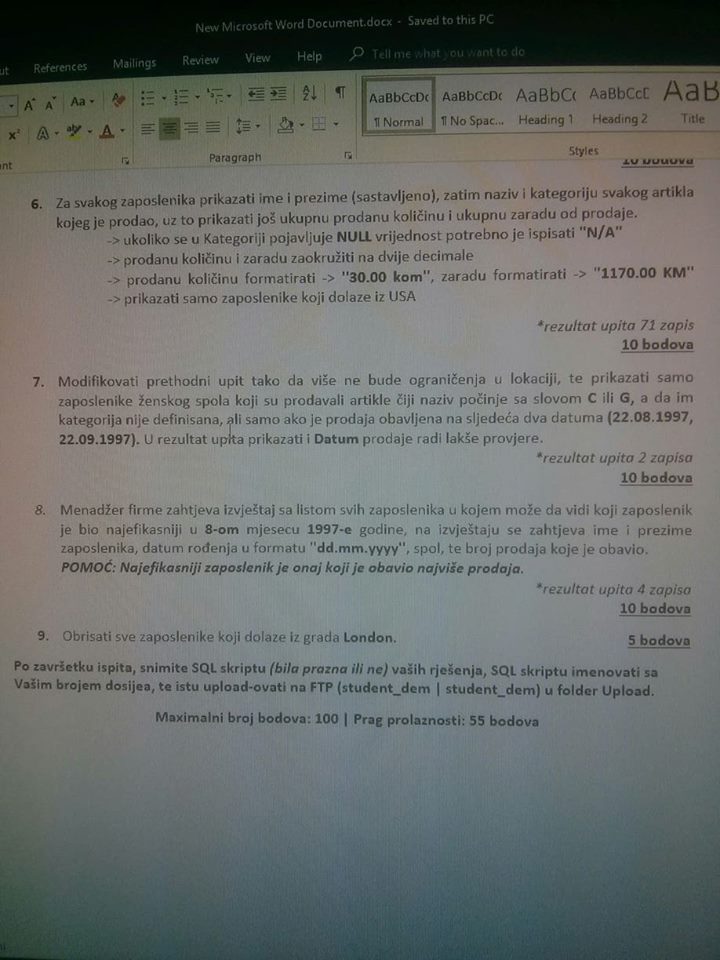 New Microsoft Word Document.docx - Saved to this PC
References Mailings Review View Help Tell me what you want to do
Aa
AaBbCcDc AaBbCcDc AaBbCc AaBbCcC AaB
¶ Normal ¶ No Spac... Heading 1 Heading 2 Title
Paragraph Styles
10 bodova
6. Za svakog zaposlenika prikazati ime i prezime (sastavljeno), zatim naziv i kategoriju svakog artikla
kojeg je prodao, uz to prikazati još ukupnu prodanu količinu i ukupnu zaradu od prodaje.
-> ukoliko se u Kategoriji pojavljuje NULL vrijednost potrebno je ispisati "N/A"
-> prodanu količinu i zaradu zaokružiti na dvije decimale
-> prodanu količinu formatirati -> "30.00 kom", zaradu formatirati -> "1170.00 KM"
-> prikazati samo zaposlenike koji dolaze iz USA
*rezultat upita 71 zapis
10 bodova
7. Modifikovati prethodni upit tako da više ne bude ograničenja u lokaciji, te prikazati samo
zaposlenike ženskog spola koji su prodavali artikle čiji naziv počinje sa slovom C ili G, a da im
kategorija nije definisana, ali samo ako je prodaja obavljena na sljedeća dva datuma (22.08.1997,
22.09.1997). U rezultat upita prikazati i Datum prodaje radi lakše provjere.
*rezultat upita 2 zapisa
10 bodova
8. Menadžer firme zahtjeva izvještaj sa listom svih zaposlenika u kojem može da vidi koji zaposlenik
je bio najefikasniji u 8-om mjesecu 1997-e godine, na izvještaju se zahtjeva ime i prezime
zaposlenika, datum rođenja u formatu "dd.mm.yyyy", spol, te broj prodaja koje je obavio.
POMOĆ: Najefikasniji zaposlenik je onaj koji je obavio najviše prodaja.
*rezultat upita 4 zapisa
10 bodova
9. Obrisati sve zaposlenike koji dolaze iz grada London.
5 bodova
Po završetku ispita, snimite SQL skriptu (bila prazna ili ne) vaših rješenja, SQL skriptu imenovati sa
Vašim brojem dosijea, te istu upload-ovati na FTP (student_dem | student_dem) u folder Upload.
Maximalni broj bodova: 100 | Prag prolaznosti: 55 bodova